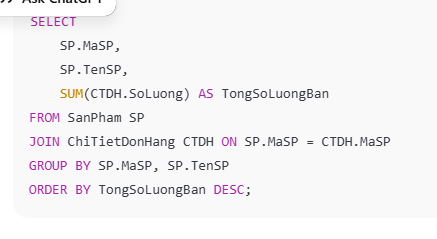 Ask ChatGPT
SELECT
SP.MaSP,
SP.TenSP,
SUM(CTDH.SoLuong) AS TongSoLuongBan
FROM SanPham SP
JOIN ChiTietDonHang CTDH ON SP.MaSP = CTDH.MaSP
GROUP BY SP.MaSP, SP.TenSP
ORDER BY TongSoLuongBan DESC;